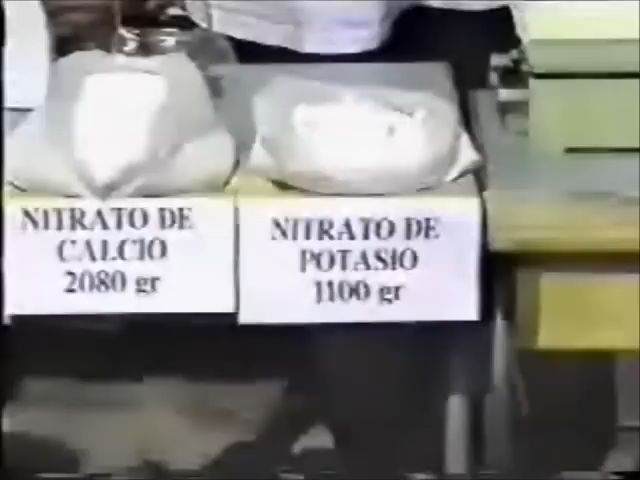 NITRATO DE
CALCIO
2080 gr
NITRATO DE
POTASIO
1100 gr